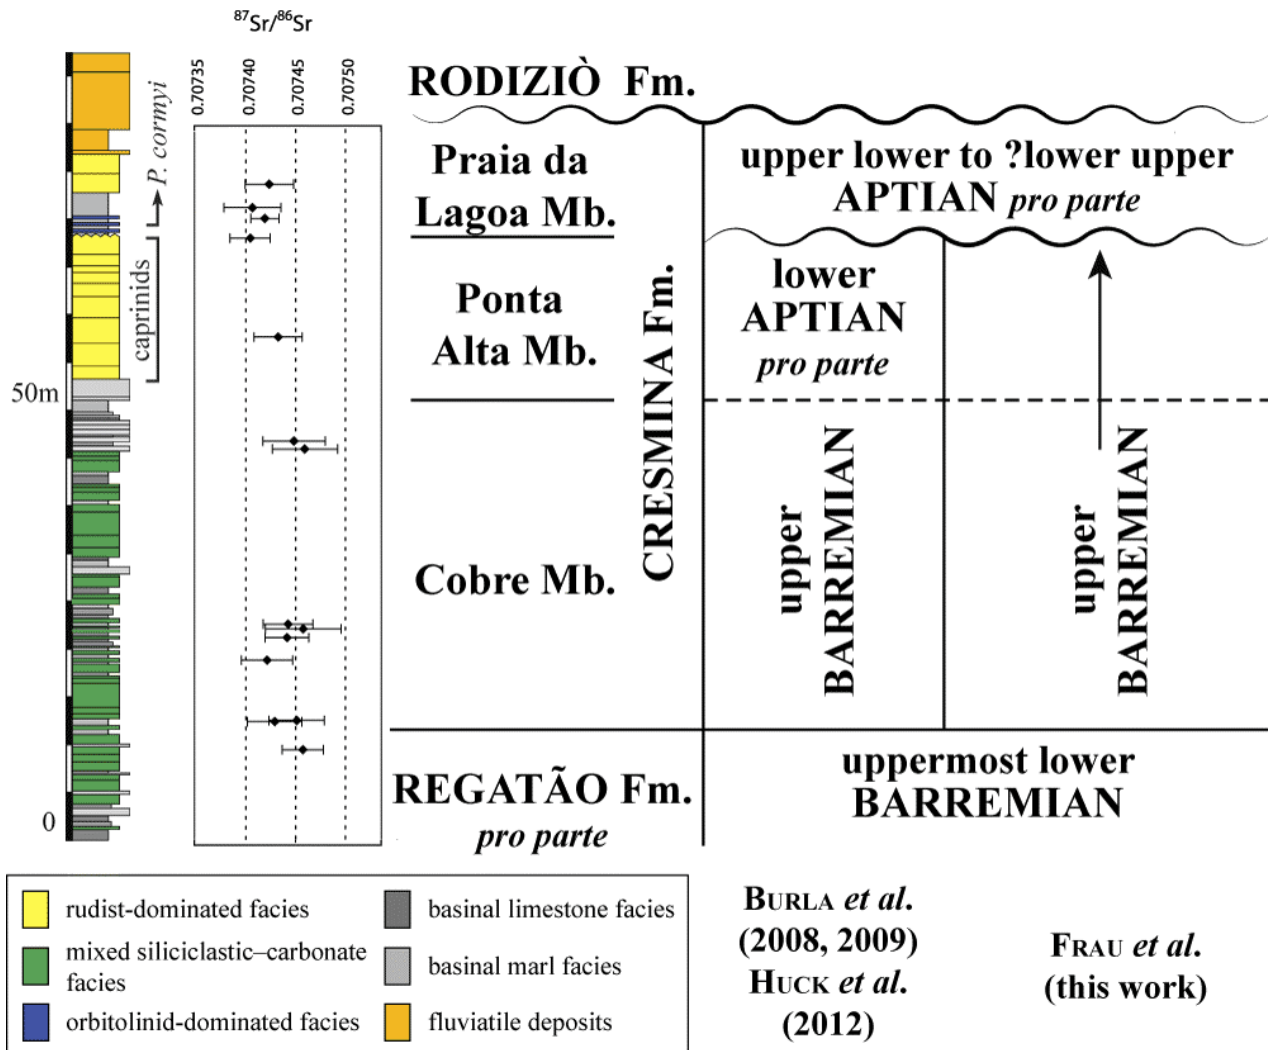 ⁸⁷Sr/⁸⁶Sr
0.70735
0.70740
0.70745
0.70750
P. cormyi
caprinids
50m
0
RODIZIÒ Fm.
Praia da
Lagoa Mb.
Ponta
Alta Mb.
Cobre Mb.
REGATÃO Fm.
pro parte
CRESMINA Fm.
upper lower to ?lower upper
APTIAN pro parte
lower
APTIAN
pro parte
upper
BARREMIAN
upper
BARREMIAN
uppermost lower
BARREMIAN
rudist-dominated facies
mixed siliciclastic–carbonate
facies
orbitolinid-dominated facies
basinal limestone facies
basinal marl facies
fluviatile deposits
BURLA et al.
(2008, 2009)
HUCK et al.
(2012)
FRAU et al.
(this work)